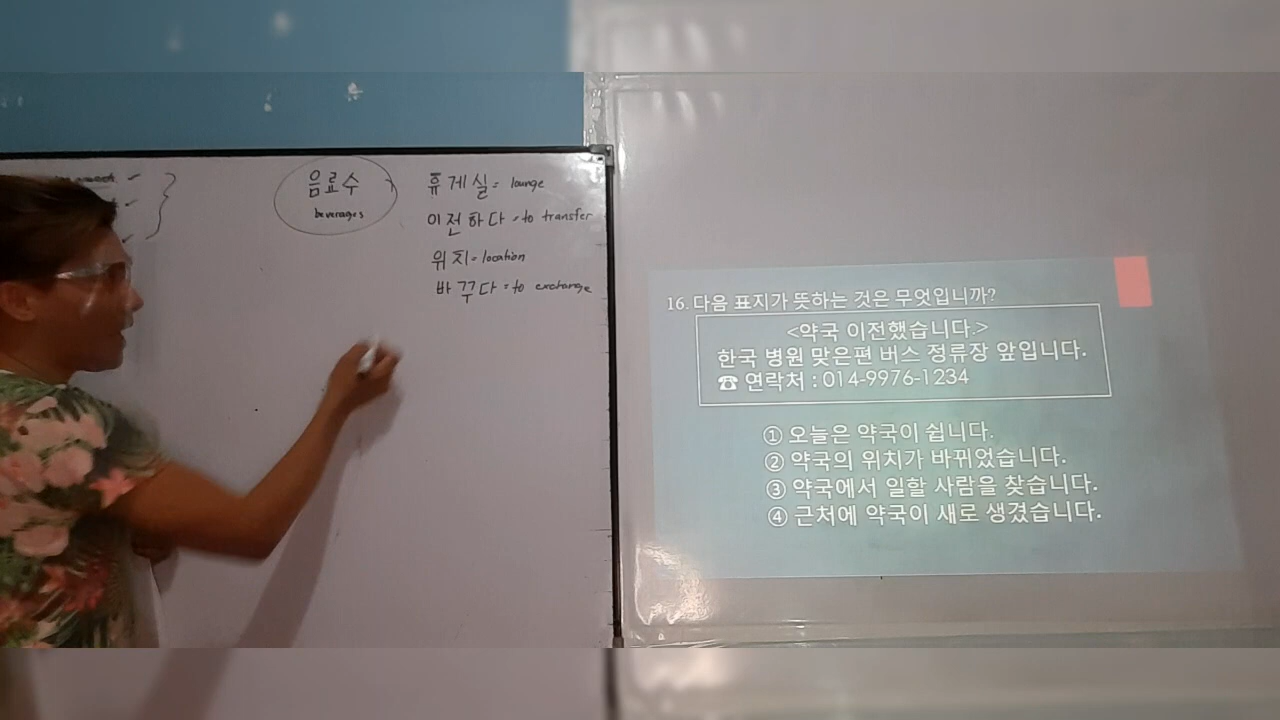 음료수
beverages
휴게실 = lounge
이전하다 = to transfer
위치 = location
바꾸다 = to exchange
16. 다음 표지가 뜻하는 것은 무엇입니까?
<약국 이전했습니다.>
한국 병원 맞은편 버스 정류장 앞입니다.
☎ 연락처 : 014-9976-1234
① 오늘은 약국이 쉽니다.
② 약국의 위치가 바뀌었습니다.
③ 약국에서 일할 사람을 찾습니다.
④ 근처에 약국이 새로 생겼습니다.